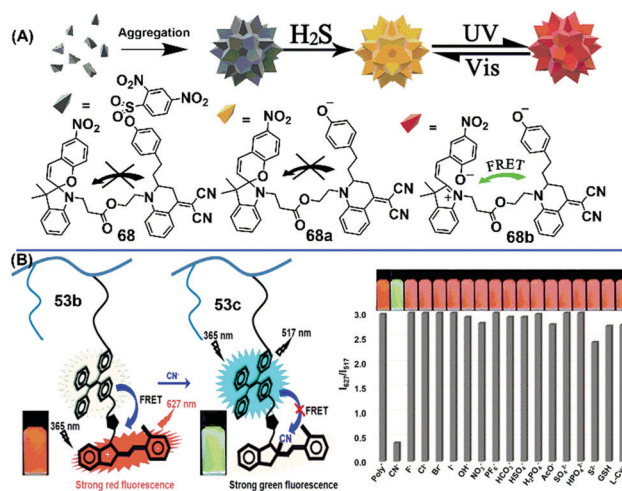 (A)
Aggregation
H₂S
UV
Vis
NO₂
O₂N
NO₂
O=S=O
O
O⁻
O⁻
=
NO₂
=
NO₂
=
NO₂
FRET
O
N
O
O
N
CN
CN
O
N
O
O
N
CN
CN
O⁻
N
+
O
O
N
CN
CN
68
68a
68b
(B)
53b
53c
365 nm
517 nm
CN⁻
FRET
FRET
627 nm
365 nm
CN
+
Strong red fluorescence
Strong green fluorescence
I₆₂₇/I₅₁₇
3.0
2.5
2.0
1.5
1.0
0.5
0.0
Poly⁺
CN⁻
F⁻
Cl⁻
Br⁻
I⁻
OH⁻
NO₃⁻
PF₆⁻
HCO₃⁻
HSO₃⁻
H₂PO₄⁻
AcO⁻
SO₄²⁻
HPO₄²⁻
S²⁻
GSH
L-Cys